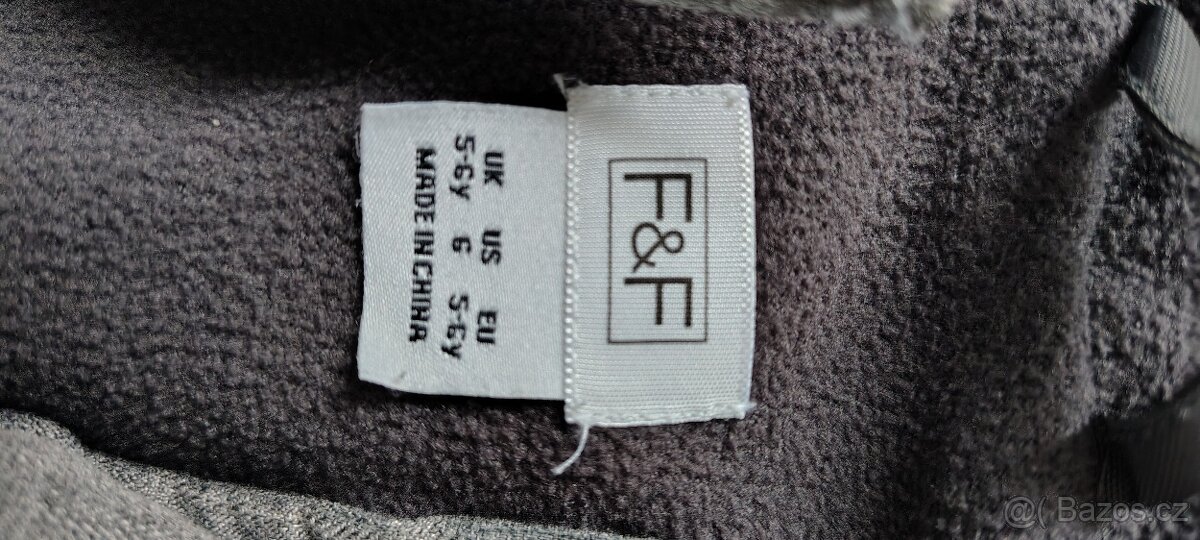 F&F
UK US EU
5-6y 6 5-6y
MADE IN CHINA
@( Bazos.cz